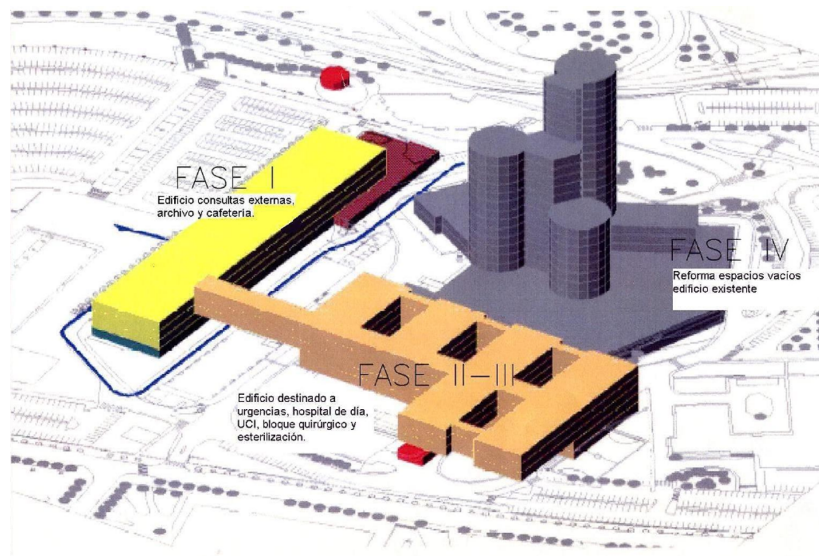 FASE I
Edificio consultas externas,
archivo y cafetería.
FASE IV
Reforma espacios vacíos
edificio existente
FASE II-III
Edificio destinado a
urgencias, hospital de día,
UCI, bloque quirúrgico y
esterilización.